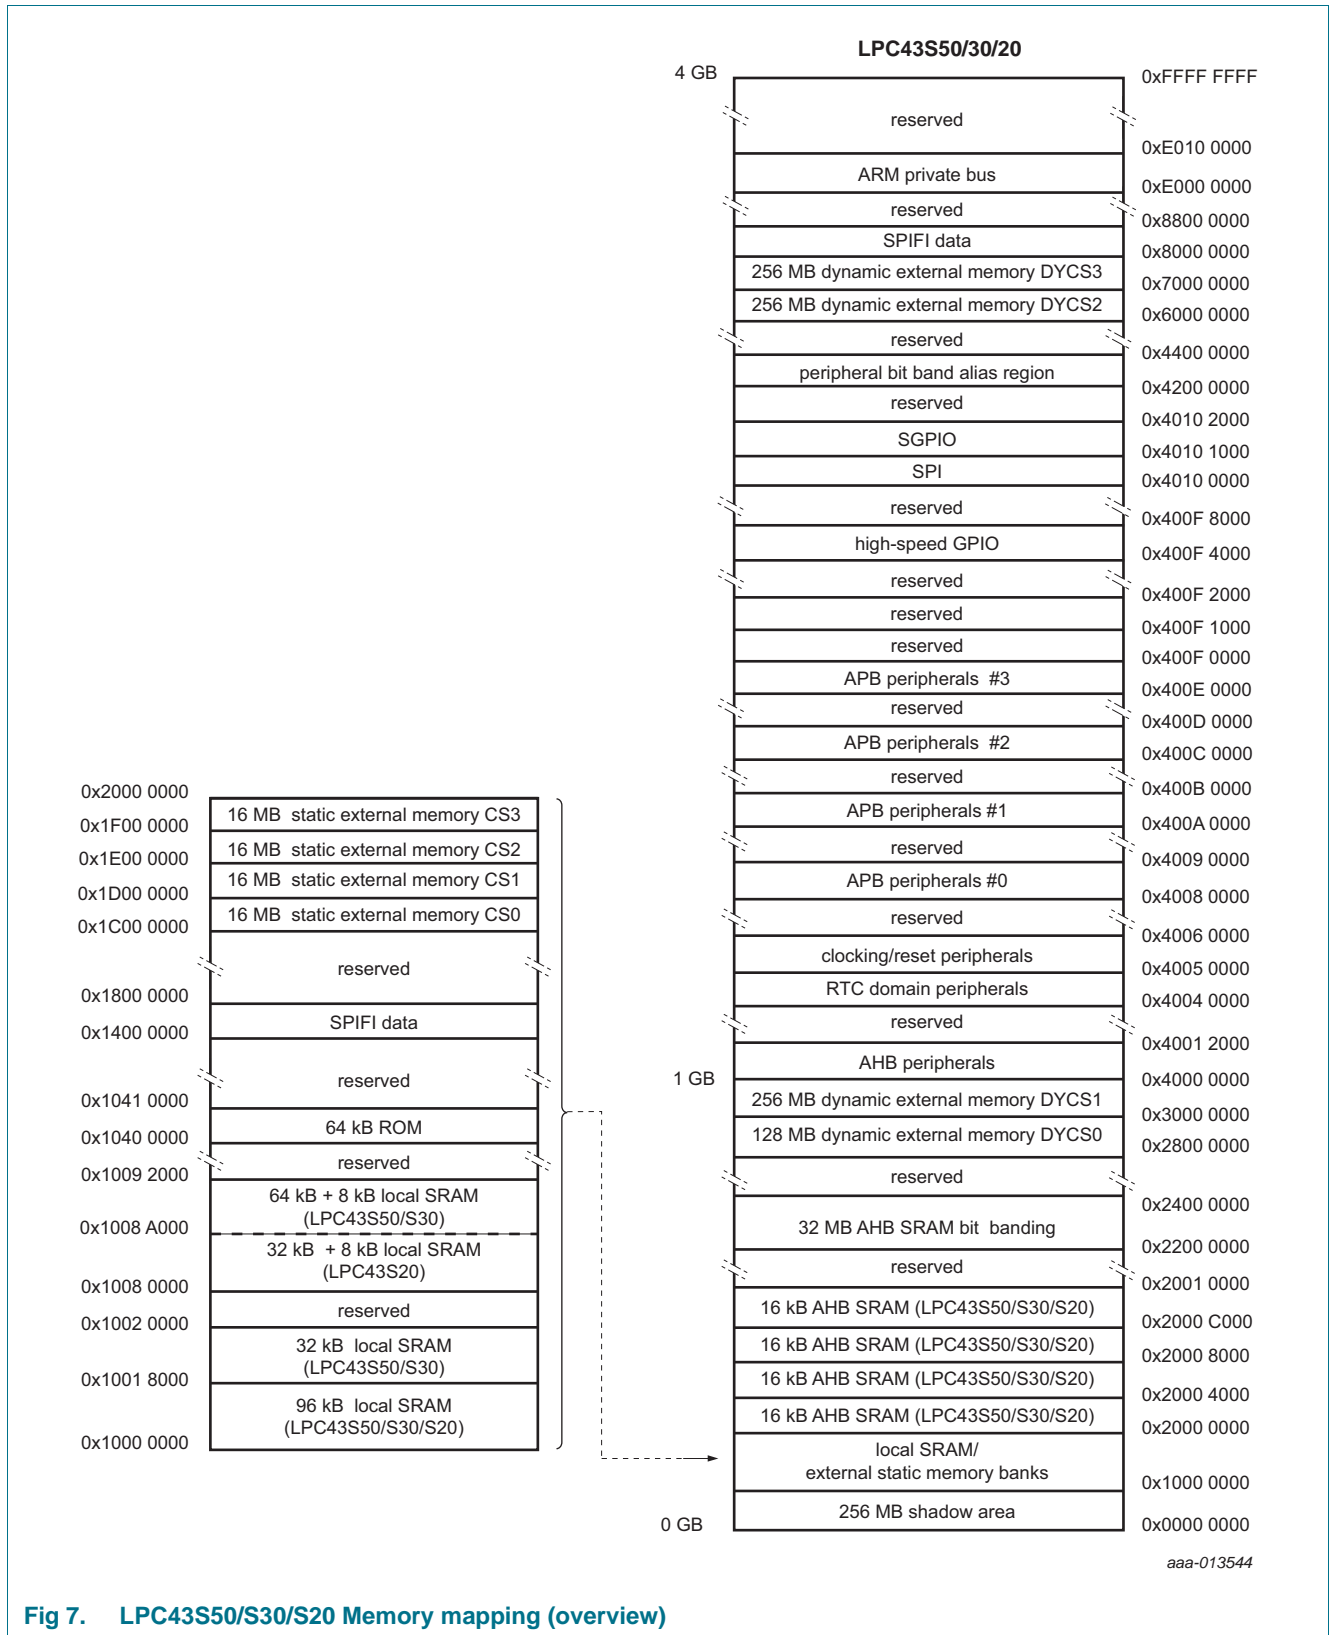 LPC43S50/30/20
4 GB
0xFFFF FFFF
reserved
0xE010 0000
ARM private bus
0xE000 0000
reserved
0x8800 0000
SPIFI data
0x8000 0000
256 MB dynamic external memory DYCS3
0x7000 0000
256 MB dynamic external memory DYCS2
0x6000 0000
reserved
0x4400 0000
peripheral bit band alias region
0x4200 0000
reserved
0x4010 2000
SGPIO
0x4010 1000
SPI
0x4010 0000
reserved
0x400F 8000
high-speed GPIO
0x400F 4000
reserved
0x400F 2000
reserved
0x400F 1000
reserved
0x400F 0000
APB peripherals #3
0x400E 0000
reserved
0x400D 0000
APB peripherals #2
0x400C 0000
reserved
0x400B 0000
APB peripherals #1
0x400A 0000
reserved
0x4009 0000
APB peripherals #0
0x4008 0000
reserved
0x4006 0000
clocking/reset peripherals
0x4005 0000
RTC domain peripherals
0x4004 0000
reserved
0x4001 2000
AHB peripherals
1 GB
0x4000 0000
256 MB dynamic external memory DYCS1
0x3000 0000
128 MB dynamic external memory DYCS0
0x2800 0000
reserved
0x2400 0000
32 MB AHB SRAM bit banding
0x2200 0000
reserved
0x2001 0000
16 kB AHB SRAM (LPC43S50/S30/S20)
0x2000 C000
16 kB AHB SRAM (LPC43S50/S30/S20)
0x2000 8000
16 kB AHB SRAM (LPC43S50/S30/S20)
0x2000 4000
16 kB AHB SRAM (LPC43S50/S30/S20)
0x2000 0000
local SRAM/
external static memory banks
0x1000 0000
256 MB shadow area
0 GB
0x0000 0000
0x2000 0000
16 MB static external memory CS3
0x1F00 0000
16 MB static external memory CS2
0x1E00 0000
16 MB static external memory CS1
0x1D00 0000
16 MB static external memory CS0
0x1C00 0000
reserved
0x1800 0000
SPIFI data
0x1400 0000
reserved
0x1041 0000
64 kB ROM
0x1040 0000
reserved
0x1009 2000
64 kB + 8 kB local SRAM
(LPC43S50/S30)
0x1008 A000
32 kB + 8 kB local SRAM
(LPC43S20)
0x1008 0000
reserved
0x1002 0000
32 kB local SRAM
(LPC43S50/S30)
0x1001 8000
96 kB local SRAM
(LPC43S50/S30/S20)
0x1000 0000
aaa-013544
Fig 7. LPC43S50/S30/S20 Memory mapping (overview)